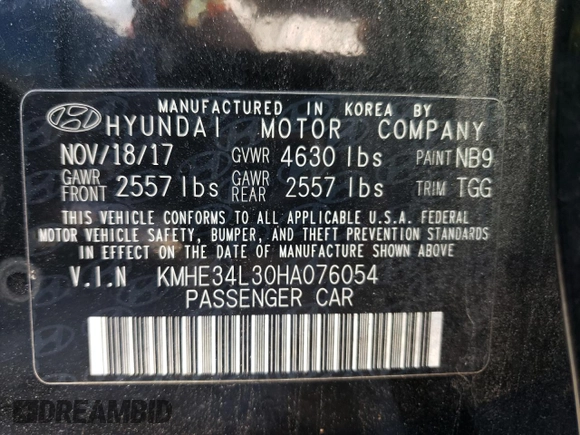 MANUFACTURED IN KOREA BY
HYUNDAI MOTOR COMPANY
NOV/18/17 GVWR 4630 lbs PAINT NB9
GAWR FRONT 2557 lbs GAWR REAR 2557 lbs TRIM TGG
THIS VEHICLE CONFORMS TO ALL APPLICABLE U.S.A. FEDERAL
MOTOR VEHICLE SAFETY, BUMPER, AND THEFT PREVENTION STANDARDS
IN EFFECT ON THE DATE OF MANUFACTURE SHOWN ABOVE
V.I.N KMHE34L30HA076054
PASSENGER CAR
DREAMBID